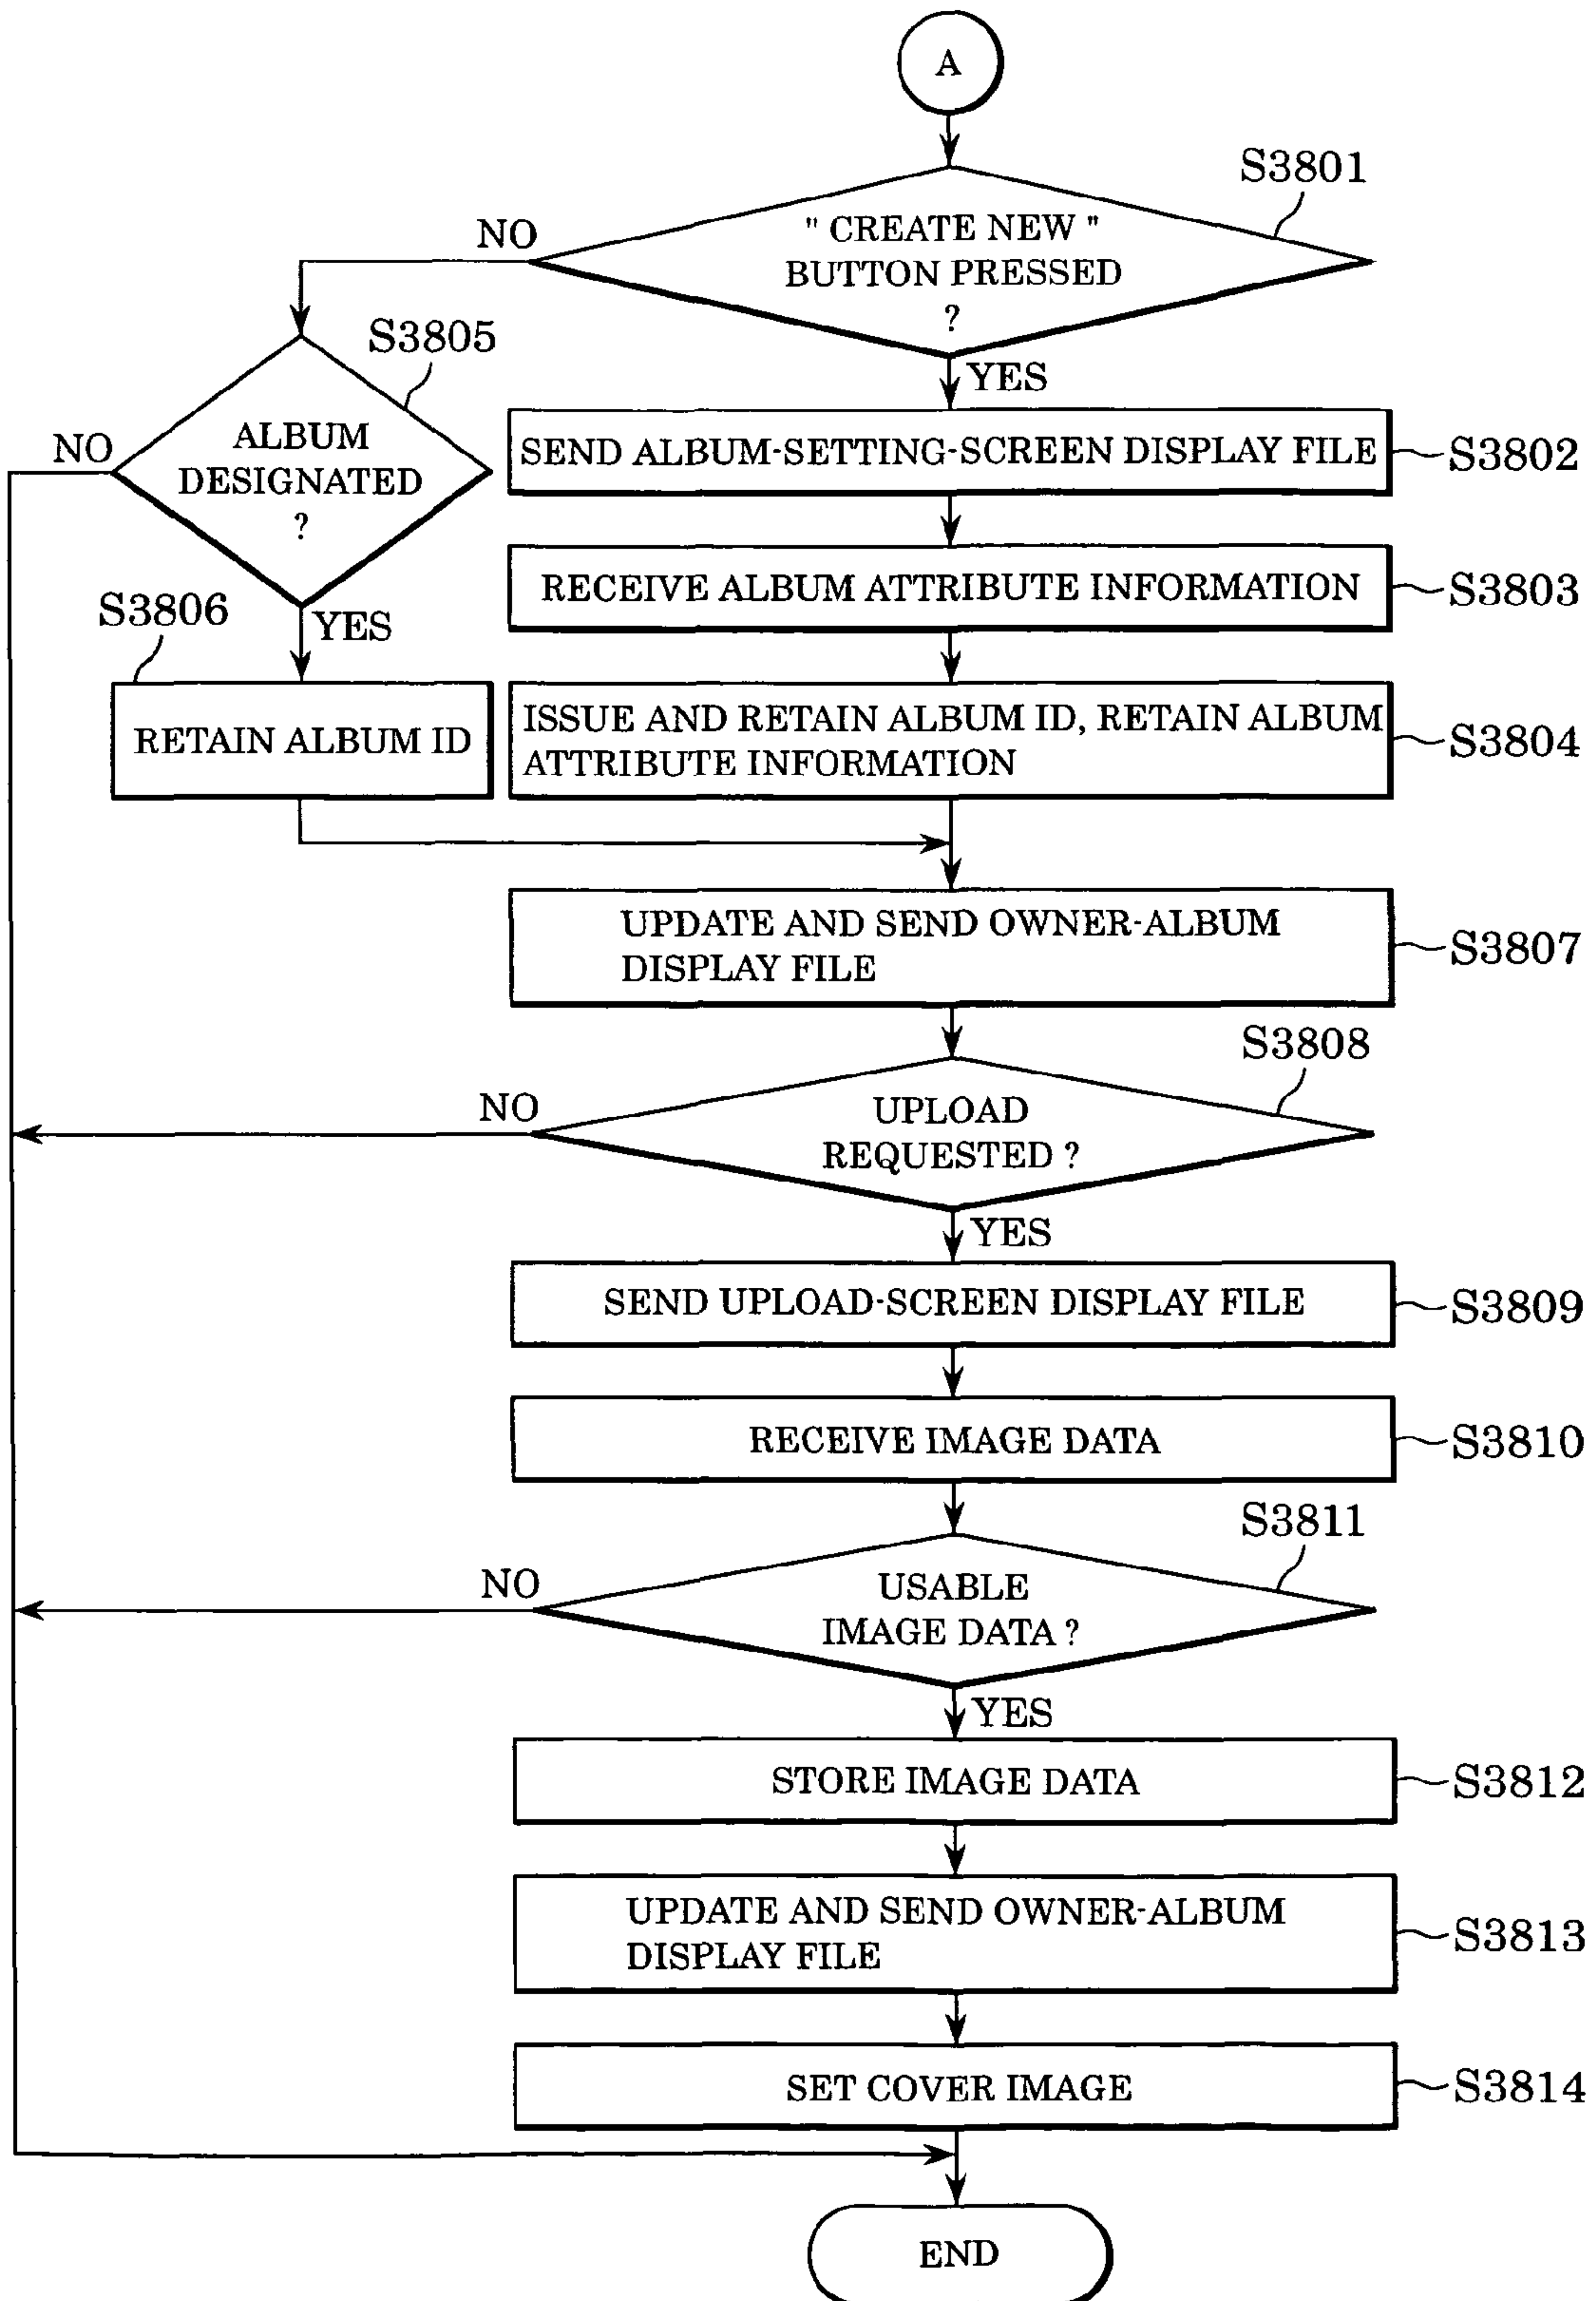 A
S3801
" CREATE NEW "
BUTTON PRESSED
?
NO
YES
S3805
ALBUM
DESIGNATED
?
NO
YES
SEND ALBUM-SETTING-SCREEN DISPLAY FILE
S3802
RECEIVE ALBUM ATTRIBUTE INFORMATION
S3803
S3806
RETAIN ALBUM ID
ISSUE AND RETAIN ALBUM ID, RETAIN ALBUM
ATTRIBUTE INFORMATION
S3804
UPDATE AND SEND OWNER-ALBUM
DISPLAY FILE
S3807
S3808
UPLOAD
REQUESTED ?
NO
YES
SEND UPLOAD-SCREEN DISPLAY FILE
S3809
RECEIVE IMAGE DATA
S3810
S3811
USABLE
IMAGE DATA ?
NO
YES
STORE IMAGE DATA
S3812
UPDATE AND SEND OWNER-ALBUM
DISPLAY FILE
S3813
SET COVER IMAGE
S3814
END